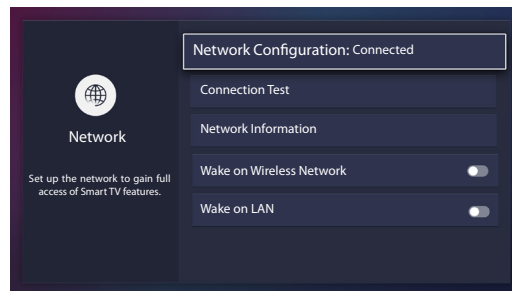 Network
Set up the network to gain full
access of Smart TV features.
Network Configuration: Connected
Connection Test
Network Information
Wake on Wireless Network
Wake on LAN